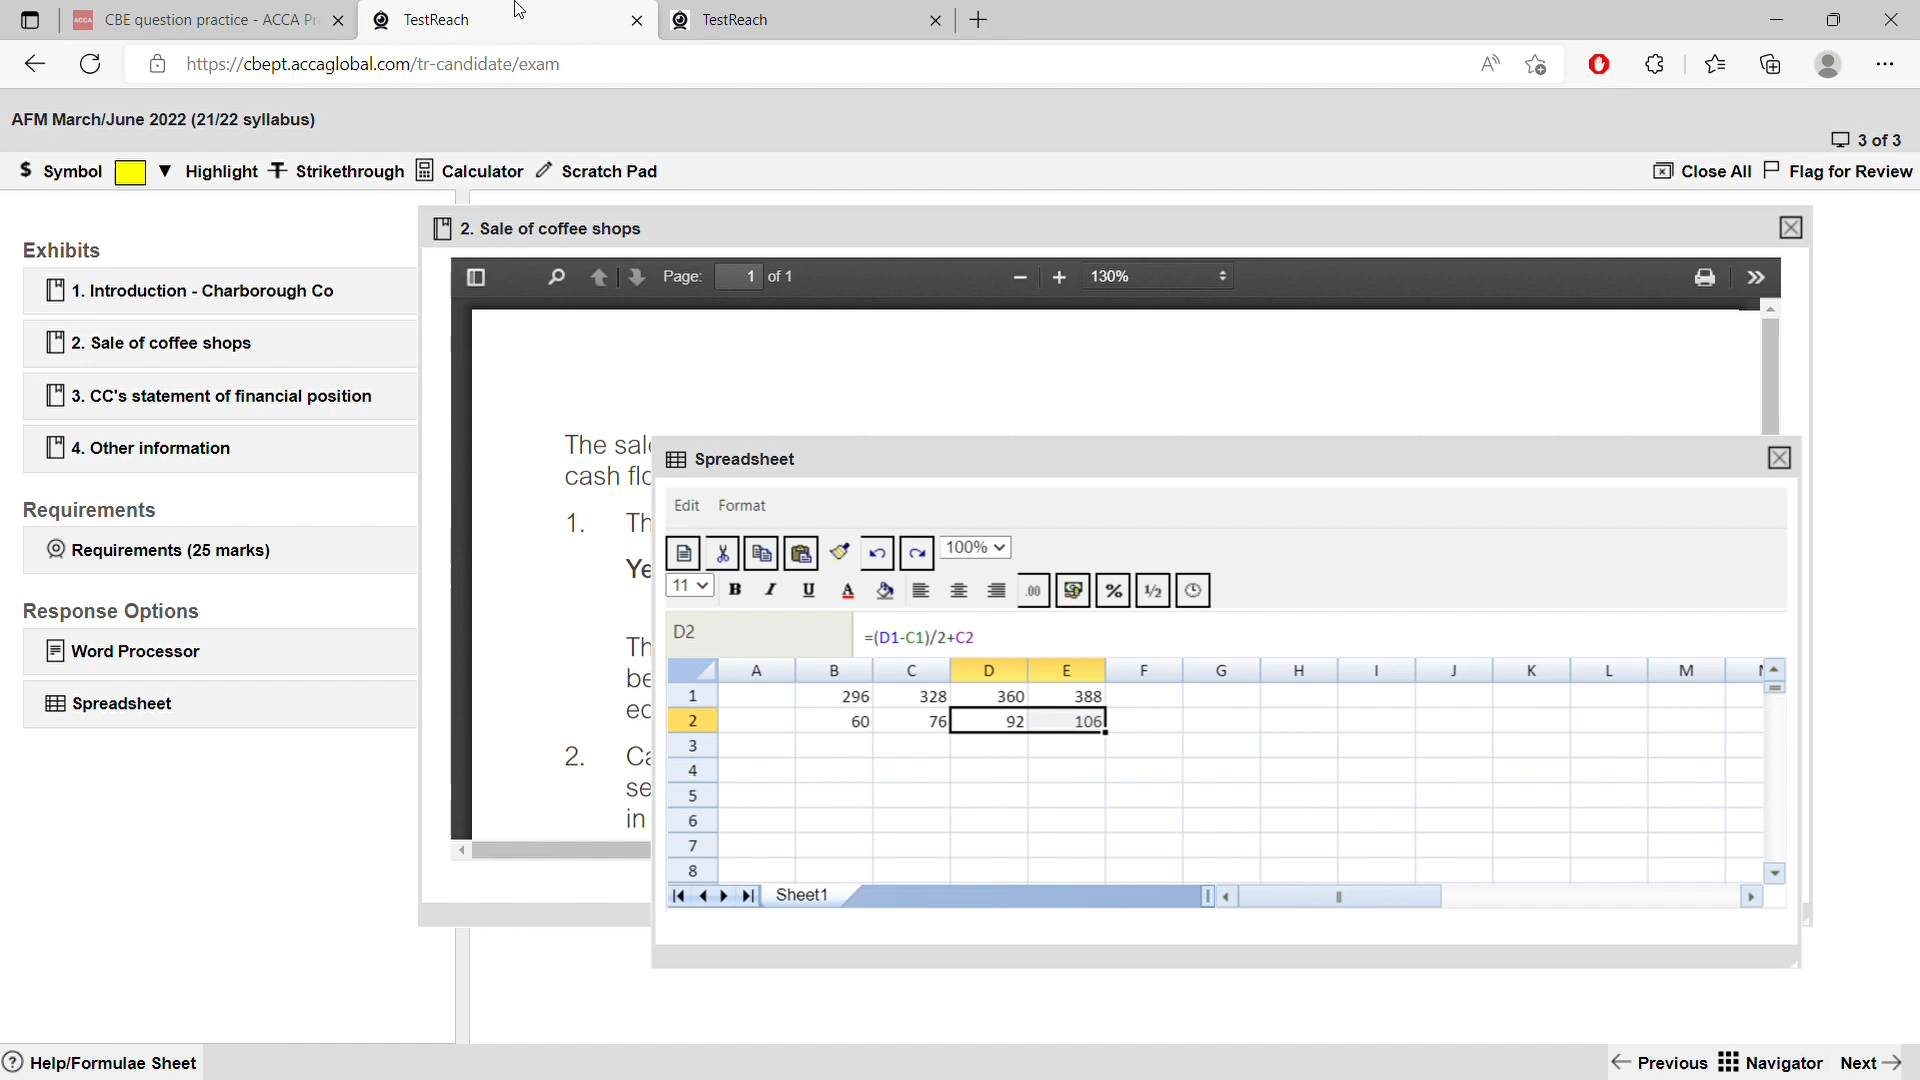 ACCA CBE question practice - ACCA Pr
TestReach
TestReach
https://cbept.accaglobal.com/tr-candidate/exam
AFM March/June 2022 (21/22 syllabus)
3 of 3
$ Symbol Highlight Strikethrough Calculator Scratch Pad Close All Flag for Review
2. Sale of coffee shops
Page: 1 of 1 130%
Exhibits
1. Introduction - Charborough Co
2. Sale of coffee shops
3. CC's statement of financial position
4. Other information
Requirements
Requirements (25 marks)
Response Options
Word Processor
Spreadsheet
The sal
cash flo
1. Th
Ye
Th
be
ec
2. Ca
se
in
Spreadsheet
Edit Format
100%
11 B I U A .00 % 1/2
D2 =(D1-C1)/2+C2
A B C D E F G H I J K L M
1 296 328 360 388
2 60 76 92 106
3
4
5
6
7
8
Sheet1
? Help/Formulae Sheet
Previous Navigator Next